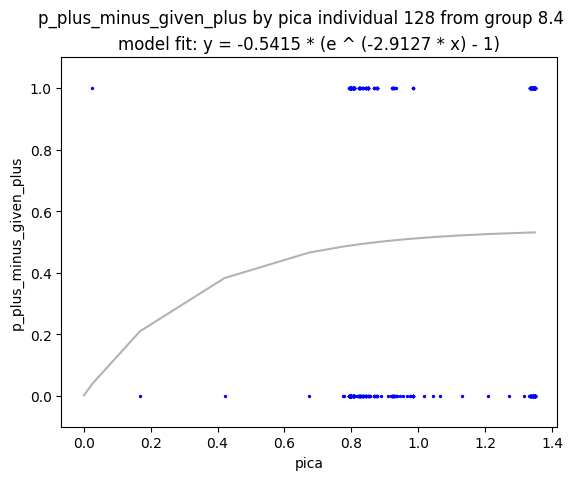 p_plus_minus_given_plus by pica individual 128 from group 8.4
model fit: y = -0.5415 * (e ^ (-2.9127 * x) - 1)
p_plus_minus_given_plus
1.0
0.8
0.6
0.4
0.2
0.0
0.0 0.2 0.4 0.6 0.8 1.0 1.2 1.4
pica